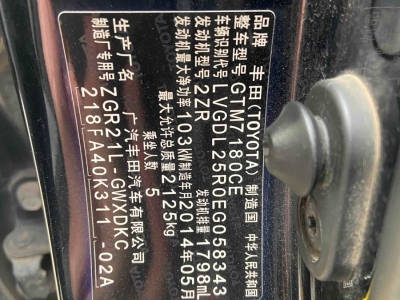 品牌 丰田(TOYOTA) 制造国 中华人民共和国
整车型号 GTM7180CE
车辆识别代号 LVGDL25R0EG058343
发动机型号 2ZR 发动机排量 1798mL
发动机最大净功率 103kW 制造年月 2014年05月
最大允许总质量 2125kg
乘坐人数 5
生产厂名 广汽丰田汽车有限公司
制造厂专用号 ZGR21L-GWXDKC
218FA40K311 -02A